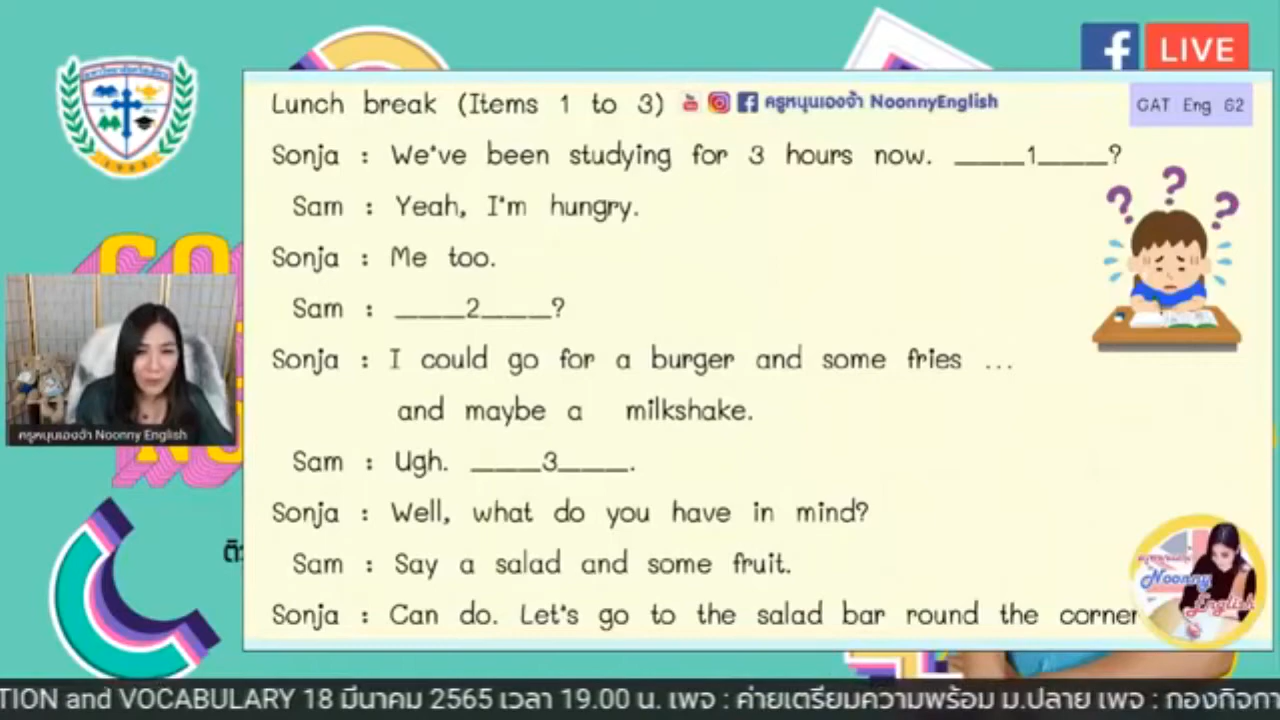 LIVE
Lunch break (Items 1 to 3) ครูหนุนเองจ้า NoonnyEnglish
GAT Eng 62
Sonja : We've been studying for 3 hours now. ____1____?
Sam : Yeah, I'm hungry.
Sonja : Me too.
Sam : ____2____?
Sonja : I could go for a burger and some fries ...
and maybe a milkshake.
Sam : Ugh. ____3____.
Sonja : Well, what do you have in mind?
Sam : Say a salad and some fruit.
Sonja : Can do. Let's go to the salad bar round the corner
ครูหนุนเองจ้า Noonny English
Noonny
English
TION and VOCABULARY 18 มีนาคม 2565 เวลา 19.00 น. เพจ : ค่ายเตรียมความพร้อม ม.ปลาย เพจ : กองกิจกา